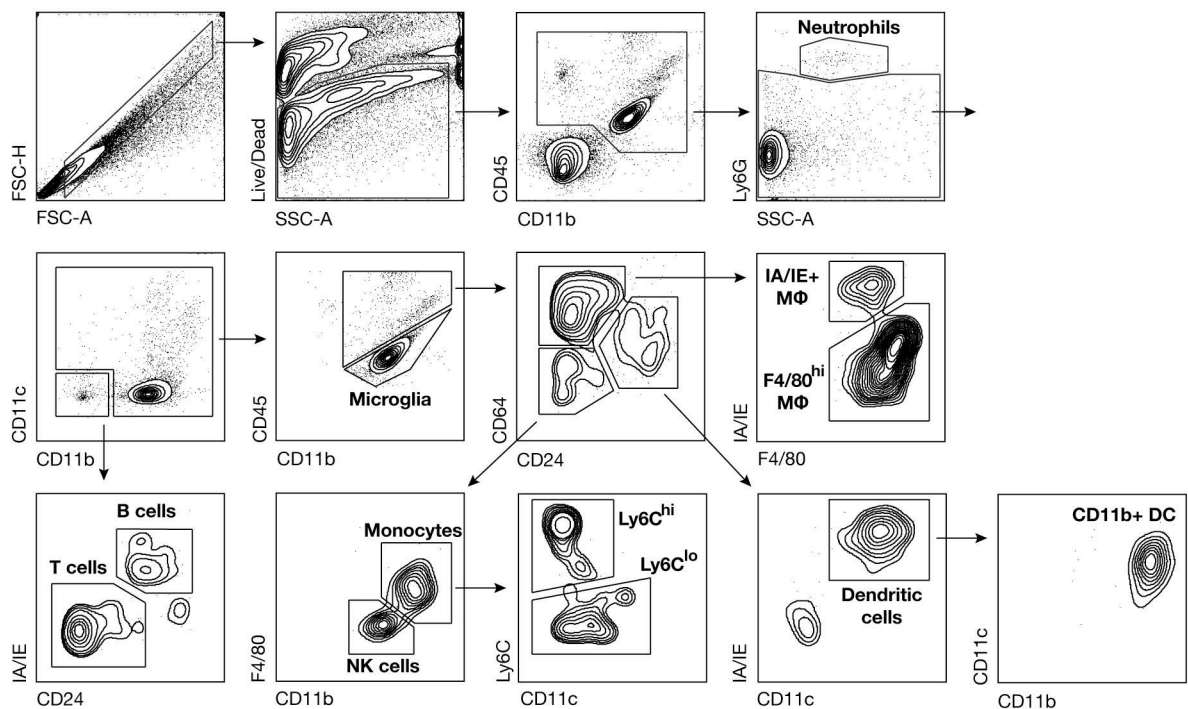 Neutrophils
FSC-H
FSC-A
Live/Dead
SSC-A
CD45
CD11b
Ly6G
SSC-A
CD11c
CD11b
CD45
CD11b
Microglia
CD64
CD24
IA/IE+
MΦ
F4/80hi
MΦ
IA/IE
F4/80
B cells
T cells
IA/IE
CD24
Monocytes
NK cells
F4/80
CD11b
Ly6Chi
Ly6Clo
Ly6C
CD11c
Dendritic
cells
IA/IE
CD11c
CD11b+ DC
CD11c
CD11b